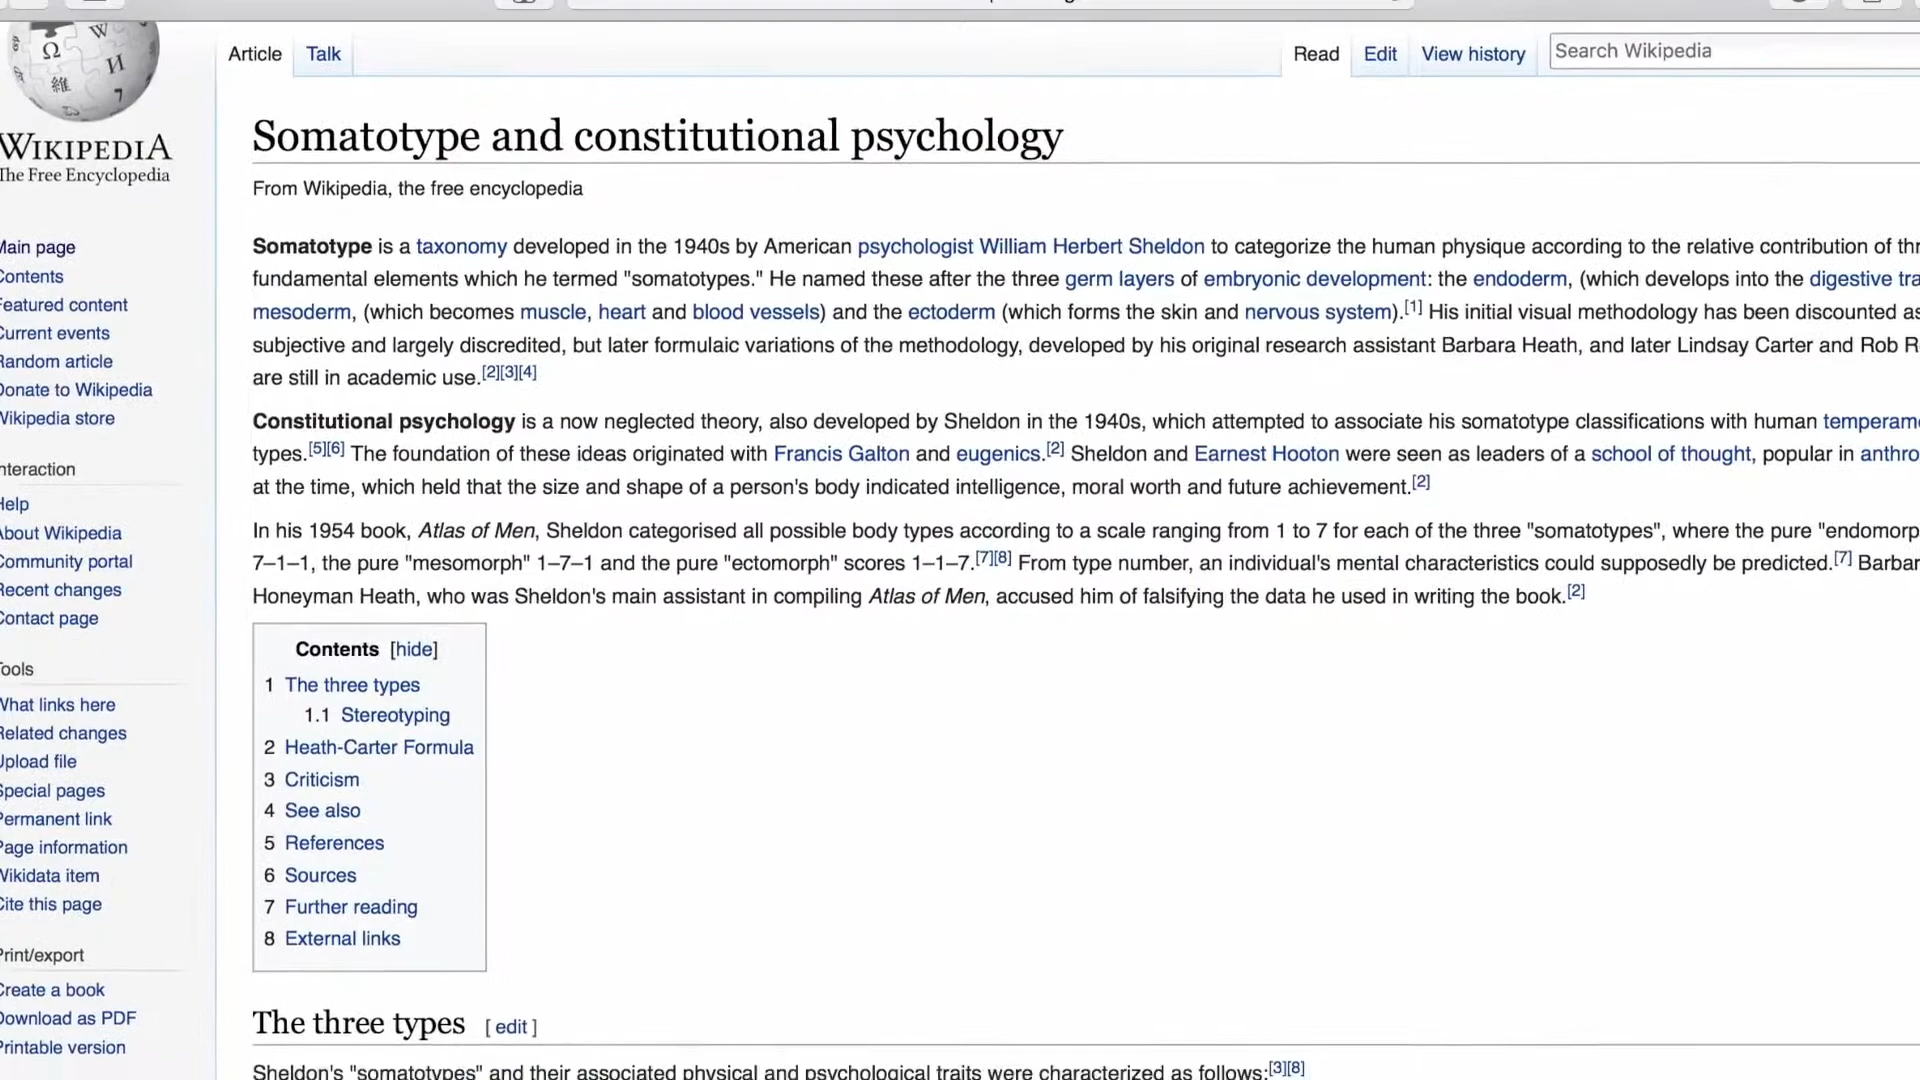 Article
Talk
Read
Edit
View history
Search Wikipedia
WIKIPEDIA
The Free Encyclopedia
Somatotype and constitutional psychology
From Wikipedia, the free encyclopedia
Somatotype is a taxonomy developed in the 1940s by American psychologist William Herbert Sheldon to categorize the human physique according to the relative contribution of
fundamental elements which he termed "somatotypes." He named these after the three germ layers of embryonic development: the endoderm, (which develops into the digestive
mesoderm, (which becomes muscle, heart and blood vessels) and the ectoderm (which forms the skin and nervous system).[1] His initial visual methodology has been discounted as
subjective and largely discredited, but later formulaic variations of the methodology, developed by his original research assistant Barbara Heath, and later Lindsay Carter and Rob
are still in academic use.[2][3][4]
Constitutional psychology is a now neglected theory, also developed by Sheldon in the 1940s, which attempted to associate his somatotype classifications with human
types.[5][6] The foundation of these ideas originated with Francis Galton and eugenics.[2] Sheldon and Earnest Hooton were seen as leaders of a school of thought, popular in
at the time, which held that the size and shape of a person's body indicated intelligence, moral worth and future achievement.[2]
In his 1954 book, Atlas of Men, Sheldon categorised all possible body types according to a scale ranging from 1 to 7 for each of the three "somatotypes", where the pure
7–1–1, the pure "mesomorph" 1–7–1 and the pure "ectomorph" scores 1–1–7.[7][8] From type number, an individual's mental characteristics could supposedly be predicted.[7]
Honeyman Heath, who was Sheldon's main assistant in compiling Atlas of Men, accused him of falsifying the data he used in writing the book.[2]
Contents [hide]
1 The three types
1.1 Stereotyping
2 Heath-Carter Formula
3 Criticism
4 See also
5 References
6 Sources
7 Further reading
8 External links
The three types [ edit ]
Sheldon's "somatotypes" and their associated physical and psychological traits were characterized as follows:[3][8]
Main page
Contents
Featured content
Current events
Random article
Donate to Wikipedia
Wikipedia store
Interaction
Help
About Wikipedia
Community portal
Recent changes
Contact page
Tools
What links here
Related changes
Upload file
Special pages
Permanent link
Page information
Wikidata item
Cite this page
Print/export
Create a book
Download as PDF
Printable version